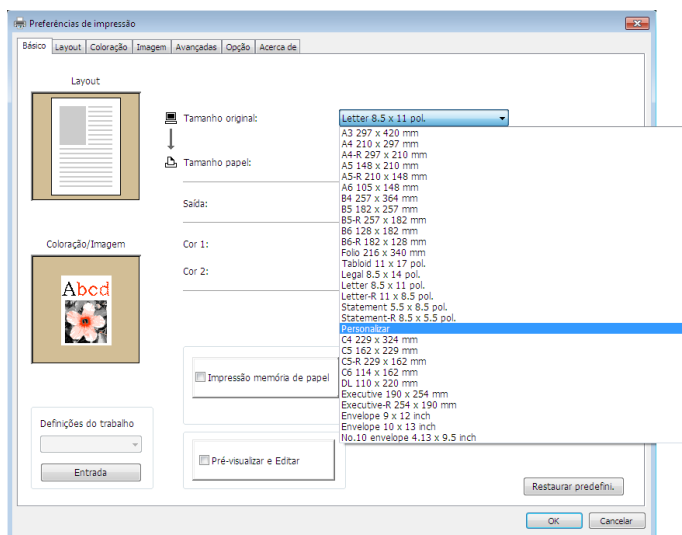 Preferências de impressão
Básico Layout Coloração Imagem Avançadas Opção Acerca de
Layout
Tamanho original:
Letter 8.5 x 11 pol.
Tamanho papel:
Saída:
Coloração/Imagem
Cor 1:
Cor 2:
Abcd
A3 297 x 420 mm
A4 210 x 297 mm
A4-R 297 x 210 mm
A5 148 x 210 mm
A5-R 210 x 148 mm
A6 105 x 148 mm
B4 257 x 364 mm
B5 182 x 257 mm
B5-R 257 x 182 mm
B6 128 x 182 mm
B6-R 182 x 128 mm
Folio 216 x 340 mm
Tabloid 11 x 17 pol.
Legal 8.5 x 14 pol.
Letter 8.5 x 11 pol.
Letter-R 11 x 8.5 pol.
Statement 5.5 x 8.5 pol.
Statement-R 8.5 x 5.5 pol.
Personalizar
C4 229 x 324 mm
C5 162 x 229 mm
C5-R 229 x 162 mm
C6 114 x 162 mm
DL 110 x 220 mm
Executive 190 x 254 mm
Executive-R 254 x 190 mm
Envelope 9 x 12 inch
Envelope 10 x 13 inch
No.10 envelope 4.13 x 9.5 inch
Impressão memória de papel
Definições do trabalho
Entrada
Pré-visualizar e Editar
Restaurar predefini.
OK Cancelar